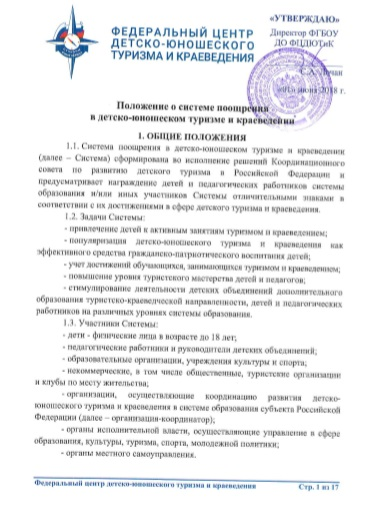 ФЕДЕРАЛЬНЫЙ ЦЕНТР
ДЕТСКО-ЮНОШЕСКОГО
ТУРИЗМА И КРАЕВЕДЕНИЯ
«УТВЕРЖДАЮ»
Директор ФГБОУ
ДО ФЦДЮТиК
июня 2018 г.
Положение о системе поощрения
в детско-юношеском туризме и краеведении
1. ОБЩИЕ ПОЛОЖЕНИЯ
1.1. Система поощрения в детско-юношеском туризме и краеведении
(далее – Система) сформирована во исполнение решений Координационного
совета по развитию детского туризма в Российской Федерации и
предусматривает награждение детей и педагогических работников системы
образования и/или иных участников Системы отличительными знаками в
соответствии с их достижениями в сфере детского туризма и краеведения.
1.2. Задачи Системы:
- привлечение детей к активным занятиям туризмом и краеведением;
- популяризация детско-юношеского туризма и краеведения как
эффективного средства гражданско-патриотического воспитания детей;
- учет достижений обучающихся, занимающихся туризмом и краеведением;
- повышение уровня туристского мастерства детей и педагогов;
- стимулирование деятельности детских объединений дополнительного
образования туристско-краеведческой направленности, детей и педагогических
работников на различных уровнях системы образования.
1.3. Участники Системы:
- дети - физические лица в возрасте до 18 лет;
- педагогические работники и руководители детских объединений;
- образовательные организации, учреждения культуры и спорта;
- некоммерческие, в том числе общественные, туристские организации
и клубы по месту жительства;
- организации, осуществляющие координацию развития детско-
юношеского туризма и краеведения в системе образования субъекта Российской
Федерации (далее – организации-координатор);
- органы исполнительной власти, осуществляющие управление в сфере
образования, культуры, туризма, спорта, молодежной политики;
- органы местного самоуправления.
Федеральный центр детско-юношеского туризма и краеведения
Стр. 1 из 17